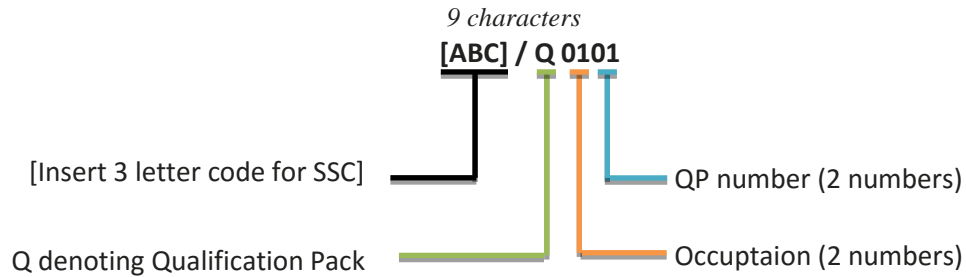 9 characters
[ABC] / Q 0101
[Insert 3 letter code for SSC]
QP number (2 numbers)
Q denoting Qualification Pack
Occuptaion (2 numbers)